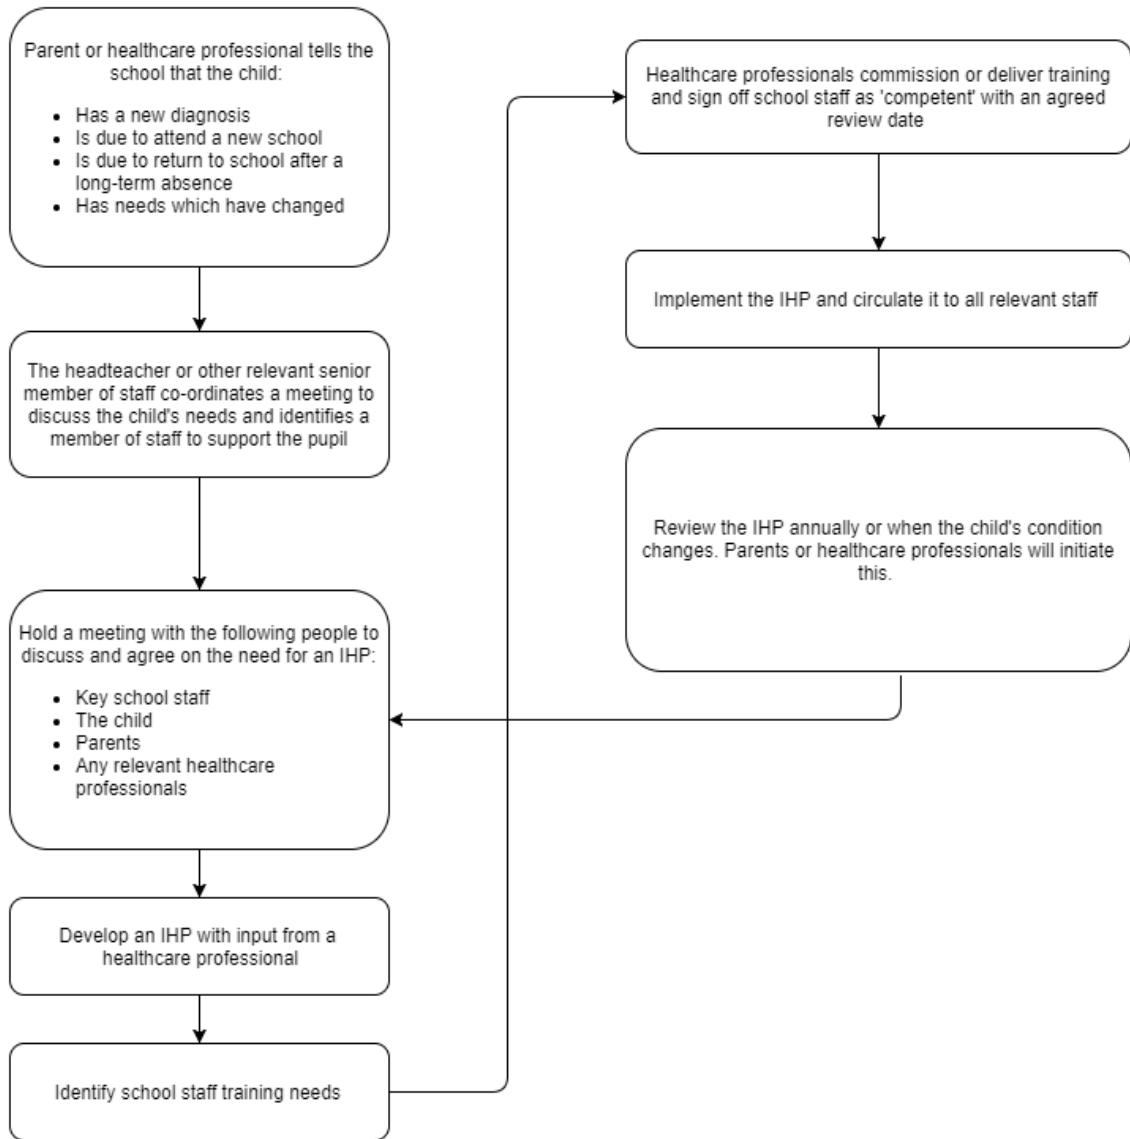 Parent or healthcare professional tells the
school that the child:
• Has a new diagnosis
• Is due to attend a new school
• Is due to return to school after a
long-term absence
• Has needs which have changed
The headteacher or other relevant senior
member of staff co-ordinates a meeting to
discuss the child's needs and identifies a
member of staff to support the pupil
Hold a meeting with the following people to
discuss and agree on the need for an IHP:
• Key school staff
• The child
• Parents
• Any relevant healthcare
professionals
Develop an IHP with input from a
healthcare professional
Identify school staff training needs
Healthcare professionals commission or deliver training
and sign off school staff as 'competent' with an agreed
review date
Implement the IHP and circulate it to all relevant staff
Review the IHP annually or when the child's condition
changes. Parents or healthcare professionals will initiate
this.